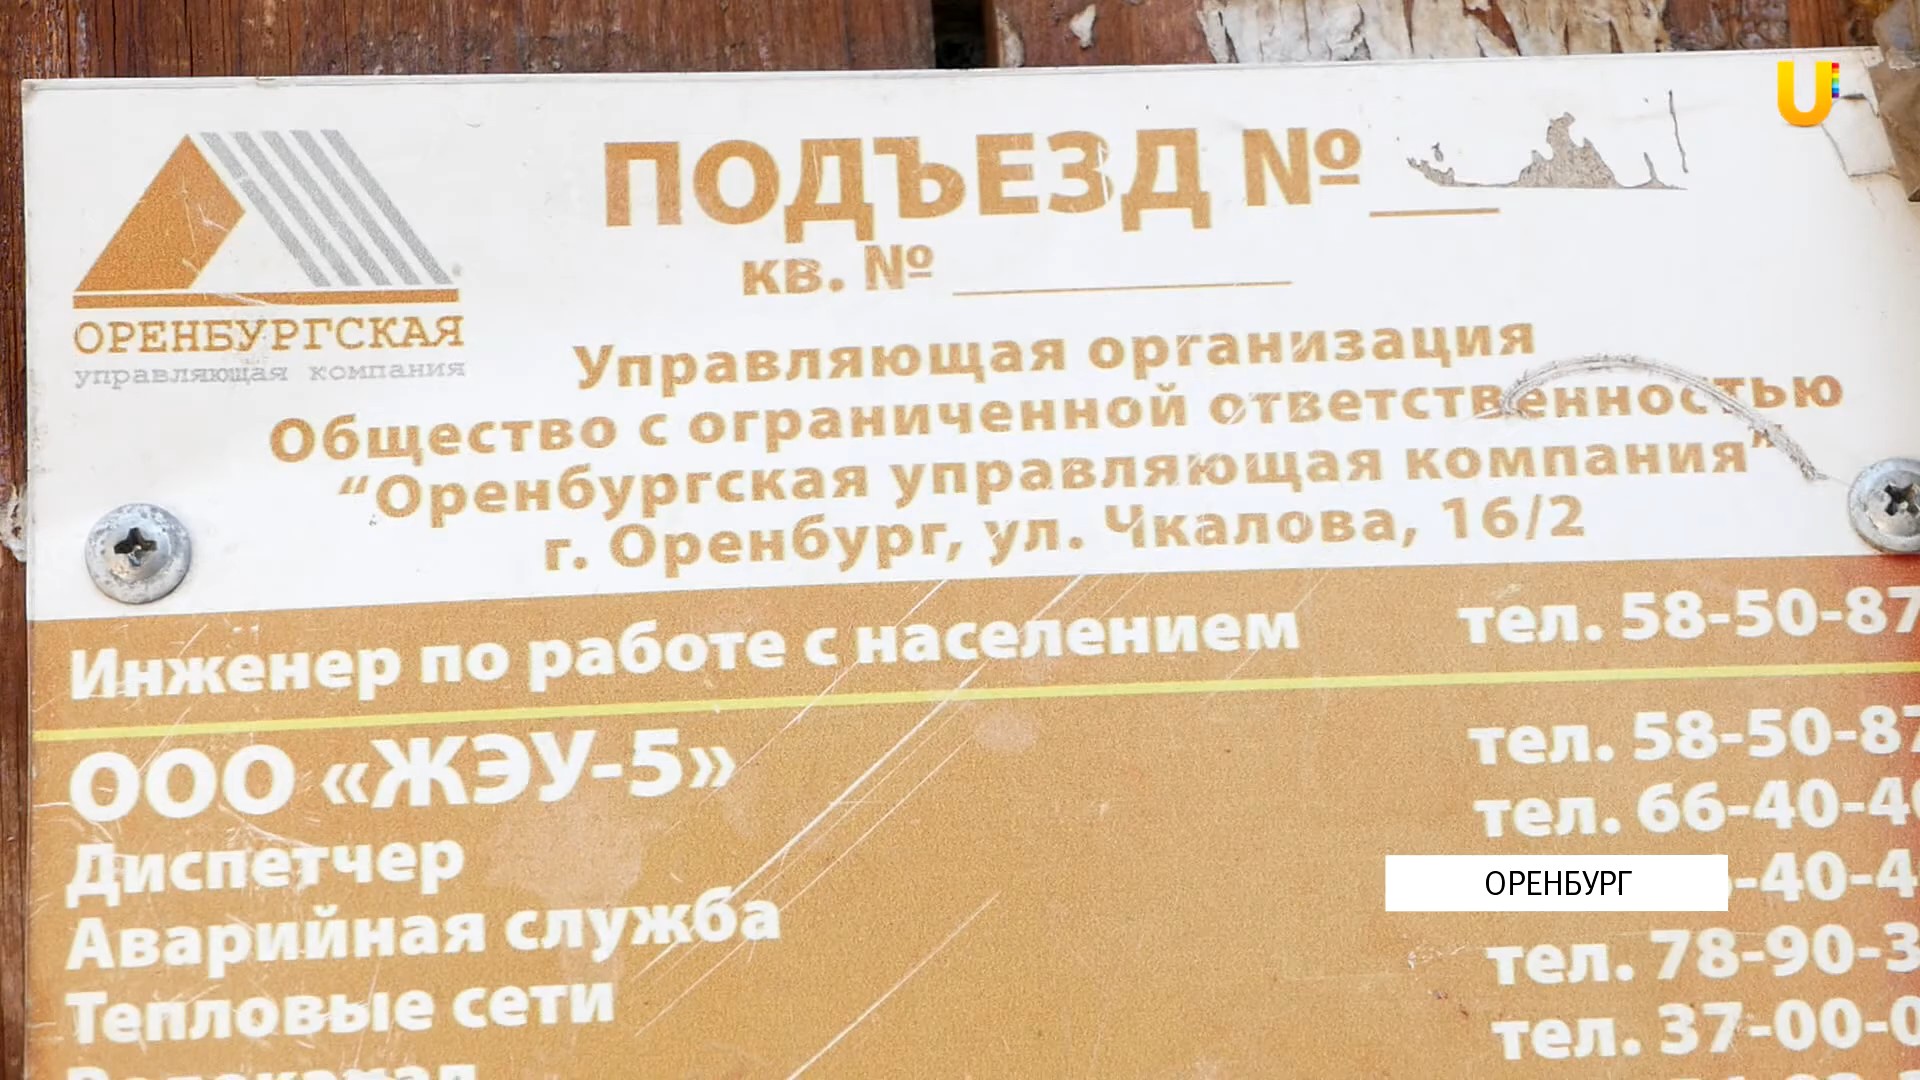 U
ПОДЪЕЗД №
кв. №
ОРЕНБУРГСКАЯ
управляющая компания
Управляющая организация
Общество с ограниченной ответственностью
“Оренбургская управляющая компания”
г. Оренбург, ул. Чкалова, 16/2
Инженер по работе с населением тел. 58-50-87
ООО «ЖЭУ-5» тел. 58-50-87
Диспетчер тел. 66-40-4
ОРЕНБУРГ
Аварийная служба -40-4
Тепловые сети тел. 78-90-3
тел. 37-00-0